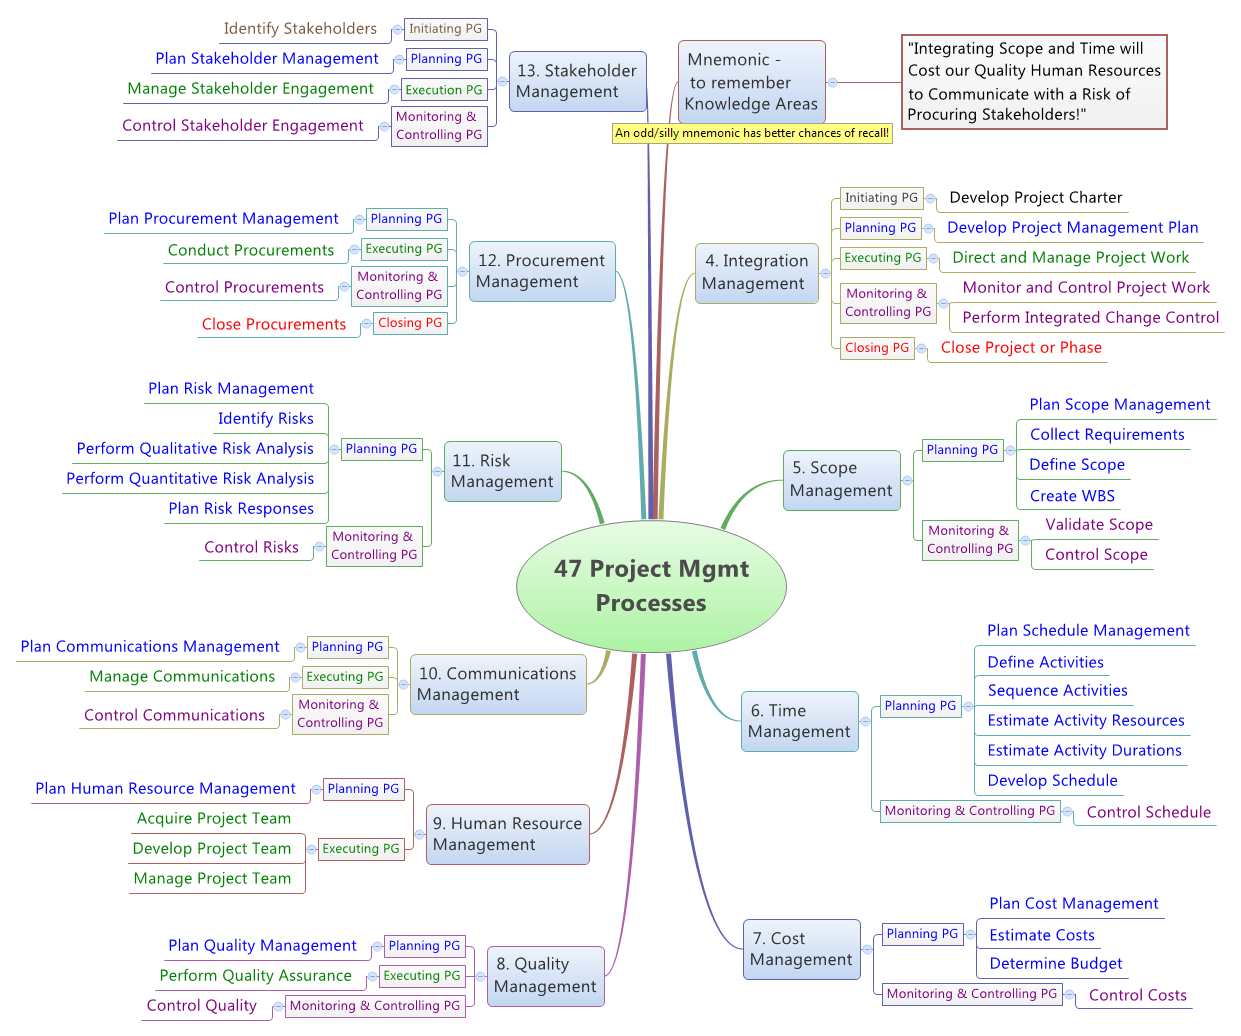 47 Project Mgmt
Processes
Mnemonic -
to remember
Knowledge Areas
"Integrating Scope and Time will
Cost our Quality Human Resources
to Communicate with a Risk of
Procuring Stakeholders!"
An odd/silly mnemonic has better chances of recall!
4. Integration
Management
Initiating PG
Develop Project Charter
Planning PG
Develop Project Management Plan
Executing PG
Direct and Manage Project Work
Monitoring &
Controlling PG
Monitor and Control Project Work
Perform Integrated Change Control
Closing PG
Close Project or Phase
5. Scope
Management
Planning PG
Plan Scope Management
Collect Requirements
Define Scope
Create WBS
Monitoring &
Controlling PG
Validate Scope
Control Scope
6. Time
Management
Planning PG
Plan Schedule Management
Define Activities
Sequence Activities
Estimate Activity Resources
Estimate Activity Durations
Develop Schedule
Monitoring & Controlling PG
Control Schedule
7. Cost
Management
Planning PG
Plan Cost Management
Estimate Costs
Determine Budget
Monitoring & Controlling PG
Control Costs
8. Quality
Management
Planning PG
Plan Quality Management
Executing PG
Perform Quality Assurance
Monitoring & Controlling PG
Control Quality
9. Human Resource
Management
Planning PG
Plan Human Resource Management
Executing PG
Acquire Project Team
Develop Project Team
Manage Project Team
10. Communications
Management
Planning PG
Plan Communications Management
Executing PG
Manage Communications
Monitoring &
Controlling PG
Control Communications
11. Risk
Management
Planning PG
Plan Risk Management
Identify Risks
Perform Qualitative Risk Analysis
Perform Quantitative Risk Analysis
Plan Risk Responses
Monitoring &
Controlling PG
Control Risks
12. Procurement
Management
Planning PG
Plan Procurement Management
Executing PG
Conduct Procurements
Monitoring &
Controlling PG
Control Procurements
Closing PG
Close Procurements
13. Stakeholder
Management
Initiating PG
Identify Stakeholders
Planning PG
Plan Stakeholder Management
Execution PG
Manage Stakeholder Engagement
Monitoring &
Controlling PG
Control Stakeholder Engagement